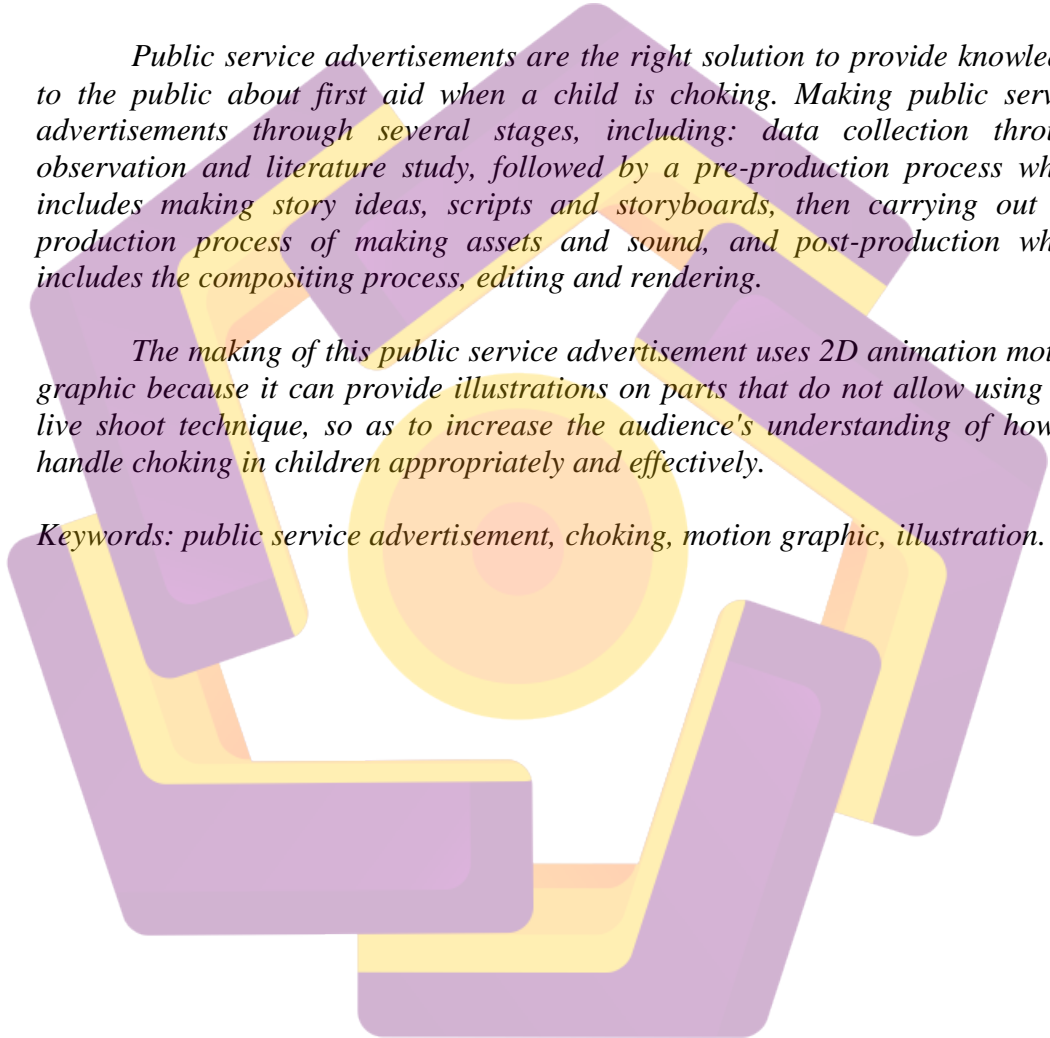 Public service advertisements are the right solution to provide
to the public about first aid when a child is choking. Making public
advertisements through several stages, including: data collection
observation and literature study, followed by a pre-production process
includes making story ideas, scripts and storyboards, then carrying out
production process of making assets and sound, and post-production
includes the compositing process, editing and rendering.
The making of this public service advertisement uses 2D animation
graphic because it can provide illustrations on parts that do not allow using
live shoot technique, so as to increase the audience's understanding of how
handle choking in children appropriately and effectively.
Keywords: public service advertisement, choking, motion graphic, illustration.